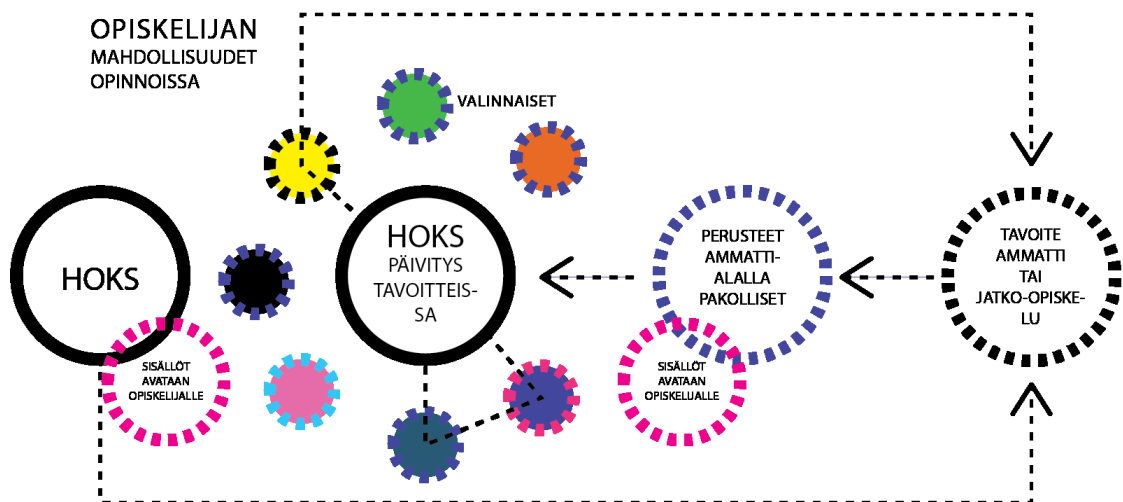 OPISKELIJAN
MAHDOLLISUUDET
OPINNOISSA
VALINNAISET
HOKS
SISÄLLÖT
AVATAAN
OPISKELIJALLE
HOKS
PÄIVITYS
TAVOITTEIS-
SA
PERUSTEET
AMMATTI-
ALALLA
PAKOLLISET
SISÄLLÖT
AVATAAN
OPISKELIJALLE
TAVOITE
AMMATTI
TAI
JATKO-OPISKE-
LU